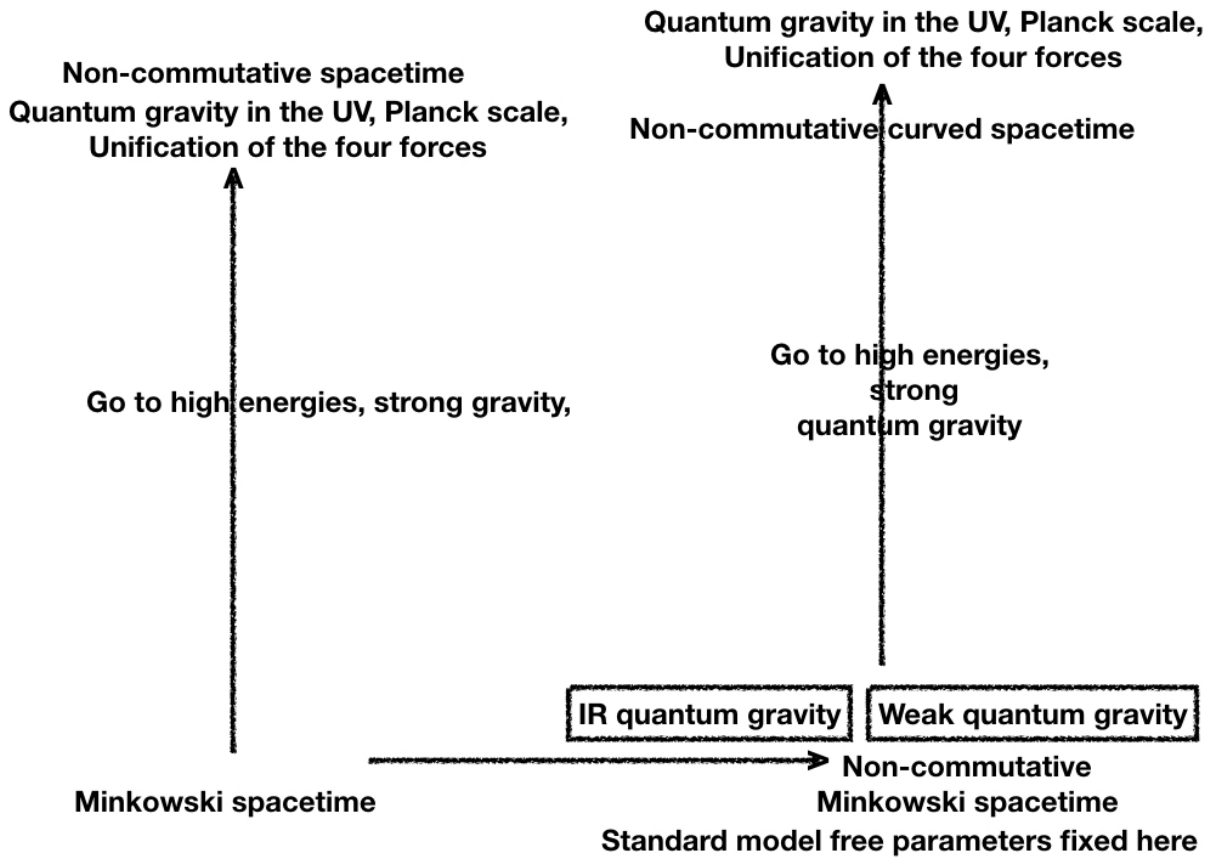 Non-commutative spacetime
Quantum gravity in the UV, Planck scale,
Unification of the four forces
Go to high energies, strong gravity,
Minkowski spacetime
Quantum gravity in the UV, Planck scale,
Unification of the four forces
Non-commutative curved spacetime
Go to high energies,
strong
quantum gravity
IR quantum gravity
Weak quantum gravity
Non-commutative
Minkowski spacetime
Standard model free parameters fixed here